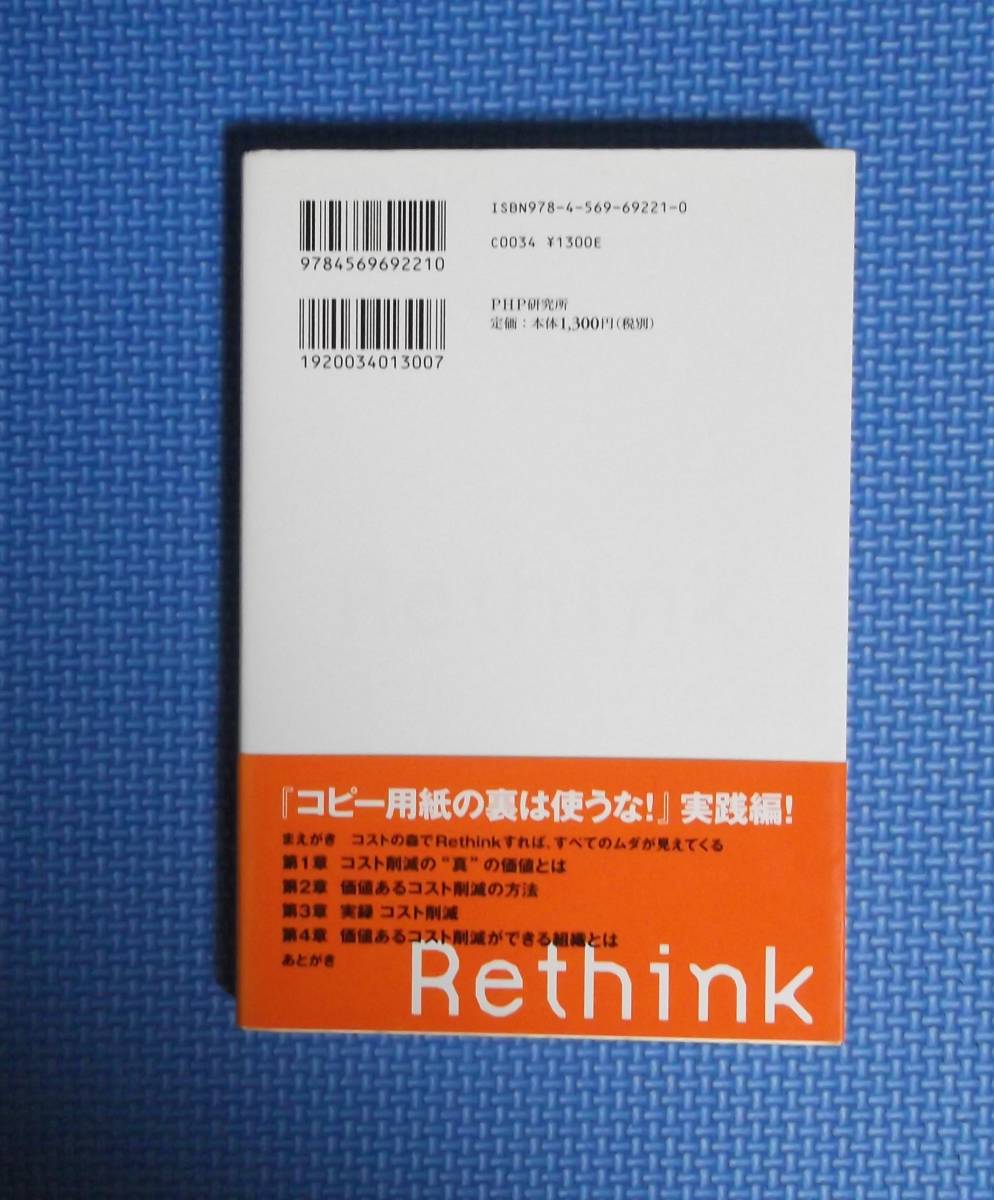 ISBN978-4-569-69221-0
9784569692210
C0034 ¥1300E
PHP研究所
定価：本体1,300円(税別)
1920034013007
『コピー用紙の裏は使うな!』実践編!
まえがき コストの森でRethinkすれば、すべてのムダが見えてくる
第1章 コスト削減の“真”の価値とは
第2章 価値あるコスト削減の方法
第3章 実録 コスト削減
第4章 価値あるコスト削減ができる組織とは
あとがき
Rethink
Rethink